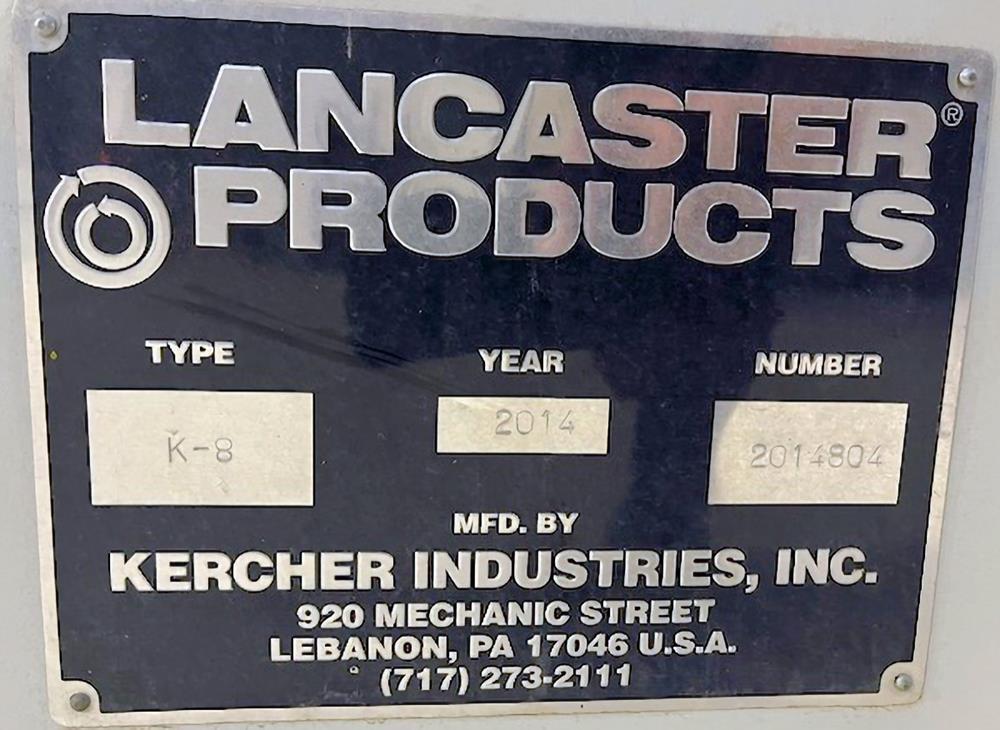 LANCASTER®
PRODUCTS
TYPE YEAR NUMBER
K-8 2014 2014804
MFD. BY
KERCHER INDUSTRIES, INC.
920 MECHANIC STREET
LEBANON, PA 17046 U.S.A.
(717) 273-2111